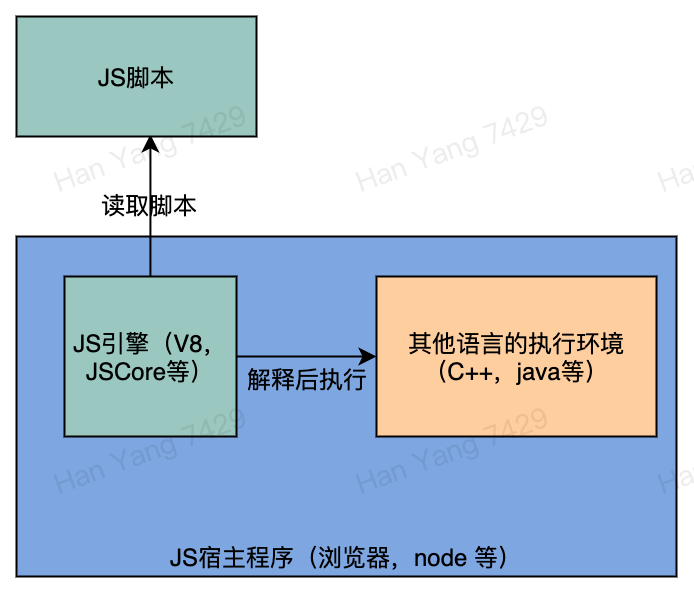 JS脚本
Han Yang 7429
Han Yang 7429
Han
读取脚本
JS引擎（V8，
JSCore等）
解释后执行
其他语言的执行环境
（C++，java等）
Han Yang 7429
Han Yang 7429
Han
JS宿主程序（浏览器，node 等）